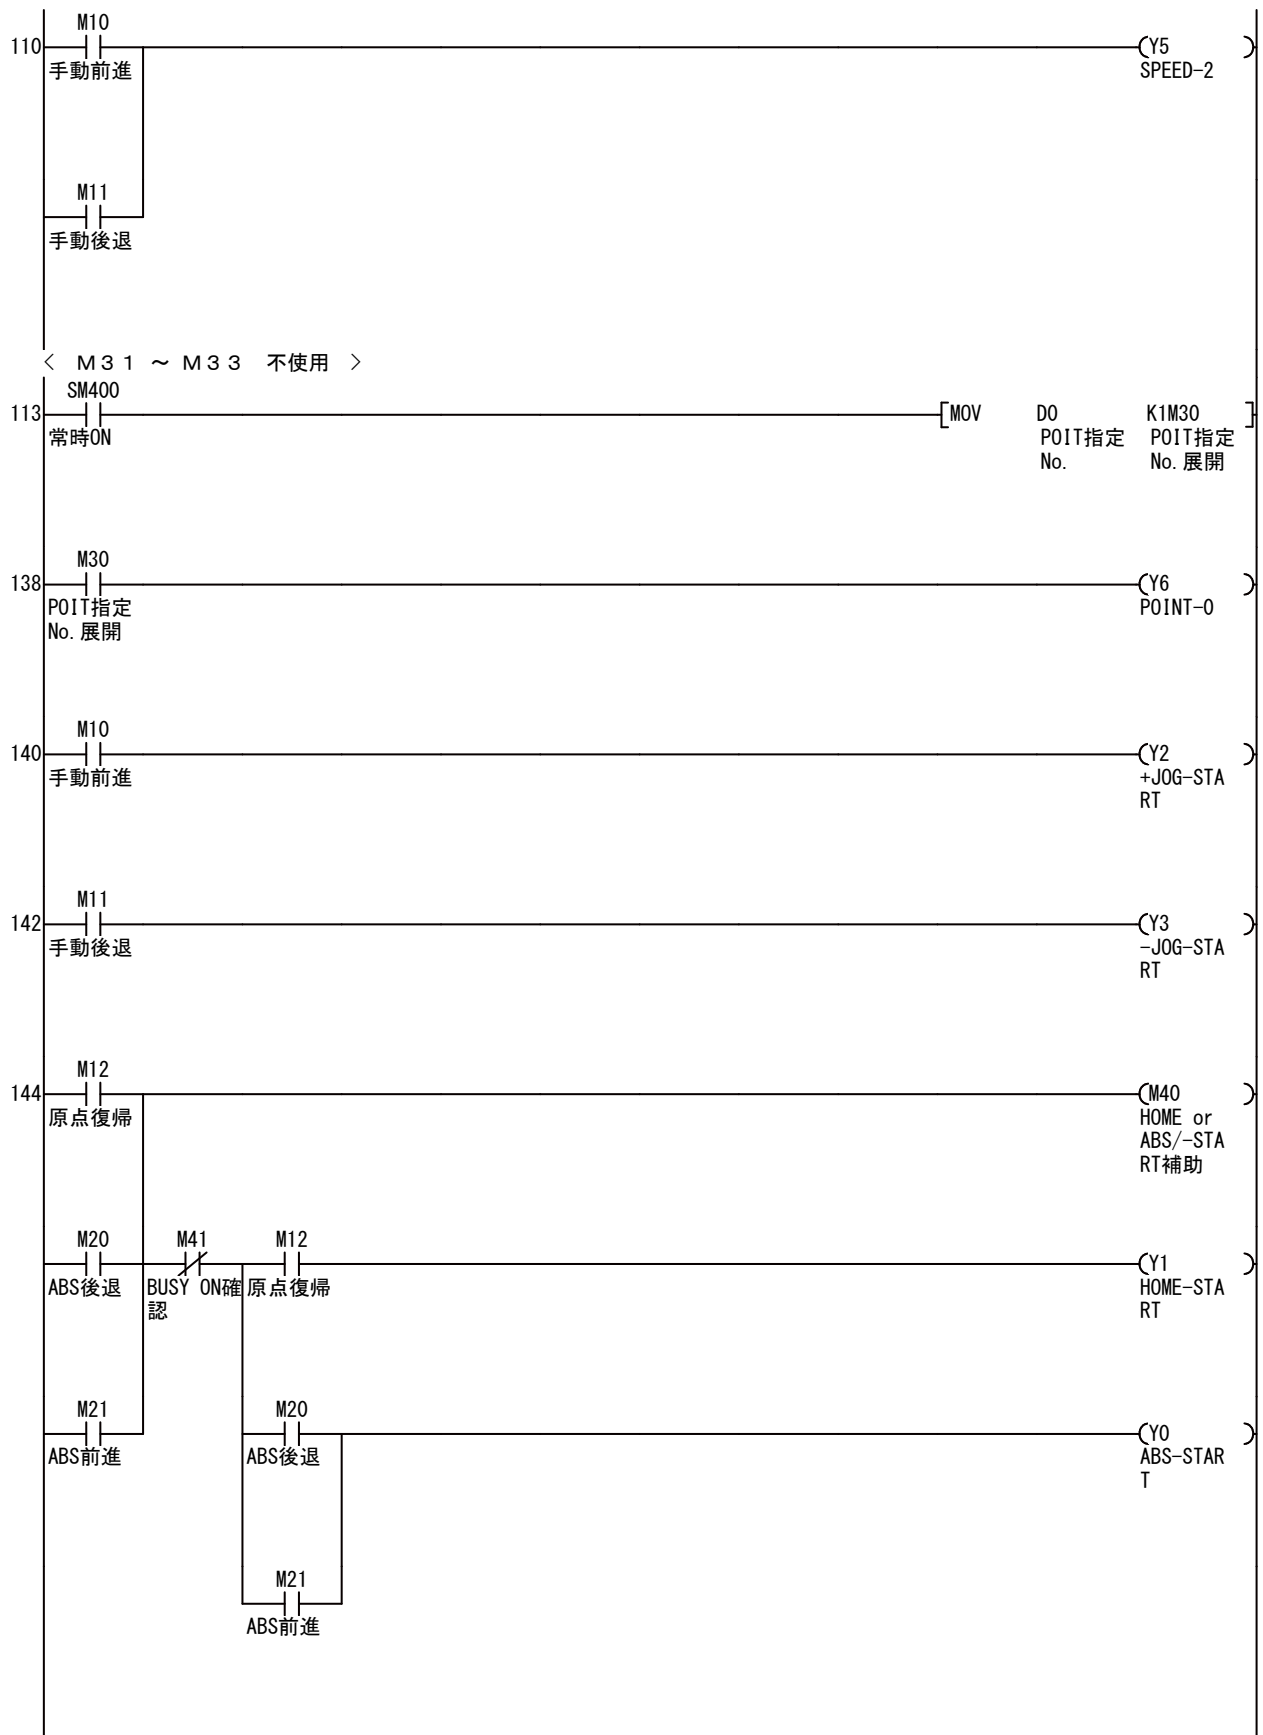 M10
110 Y5
手動前進 SPEED-2
M11
手動後退
< M31 ~ M33 不使用 >
SM400
113 MOV D0 K1M30
常時ON POIT指定 POIT指定
No. No.展開
M30
138 Y6
POIT指定 POINT-0
No.展開
M10
140 Y2
手動前進 +JOG-STA
RT
M11
142 Y3
手動後退 -JOG-STA
RT
M12
144 M40
原点復帰 HOME or
ABS/-STA
RT補助
M20 M41 M12
Y1
ABS後退 BUSY ON確 原点復帰 HOME-STA
認 RT
M21 M20
Y0
ABS前進 ABS後退 ABS-STAR
T
M21
ABS前進